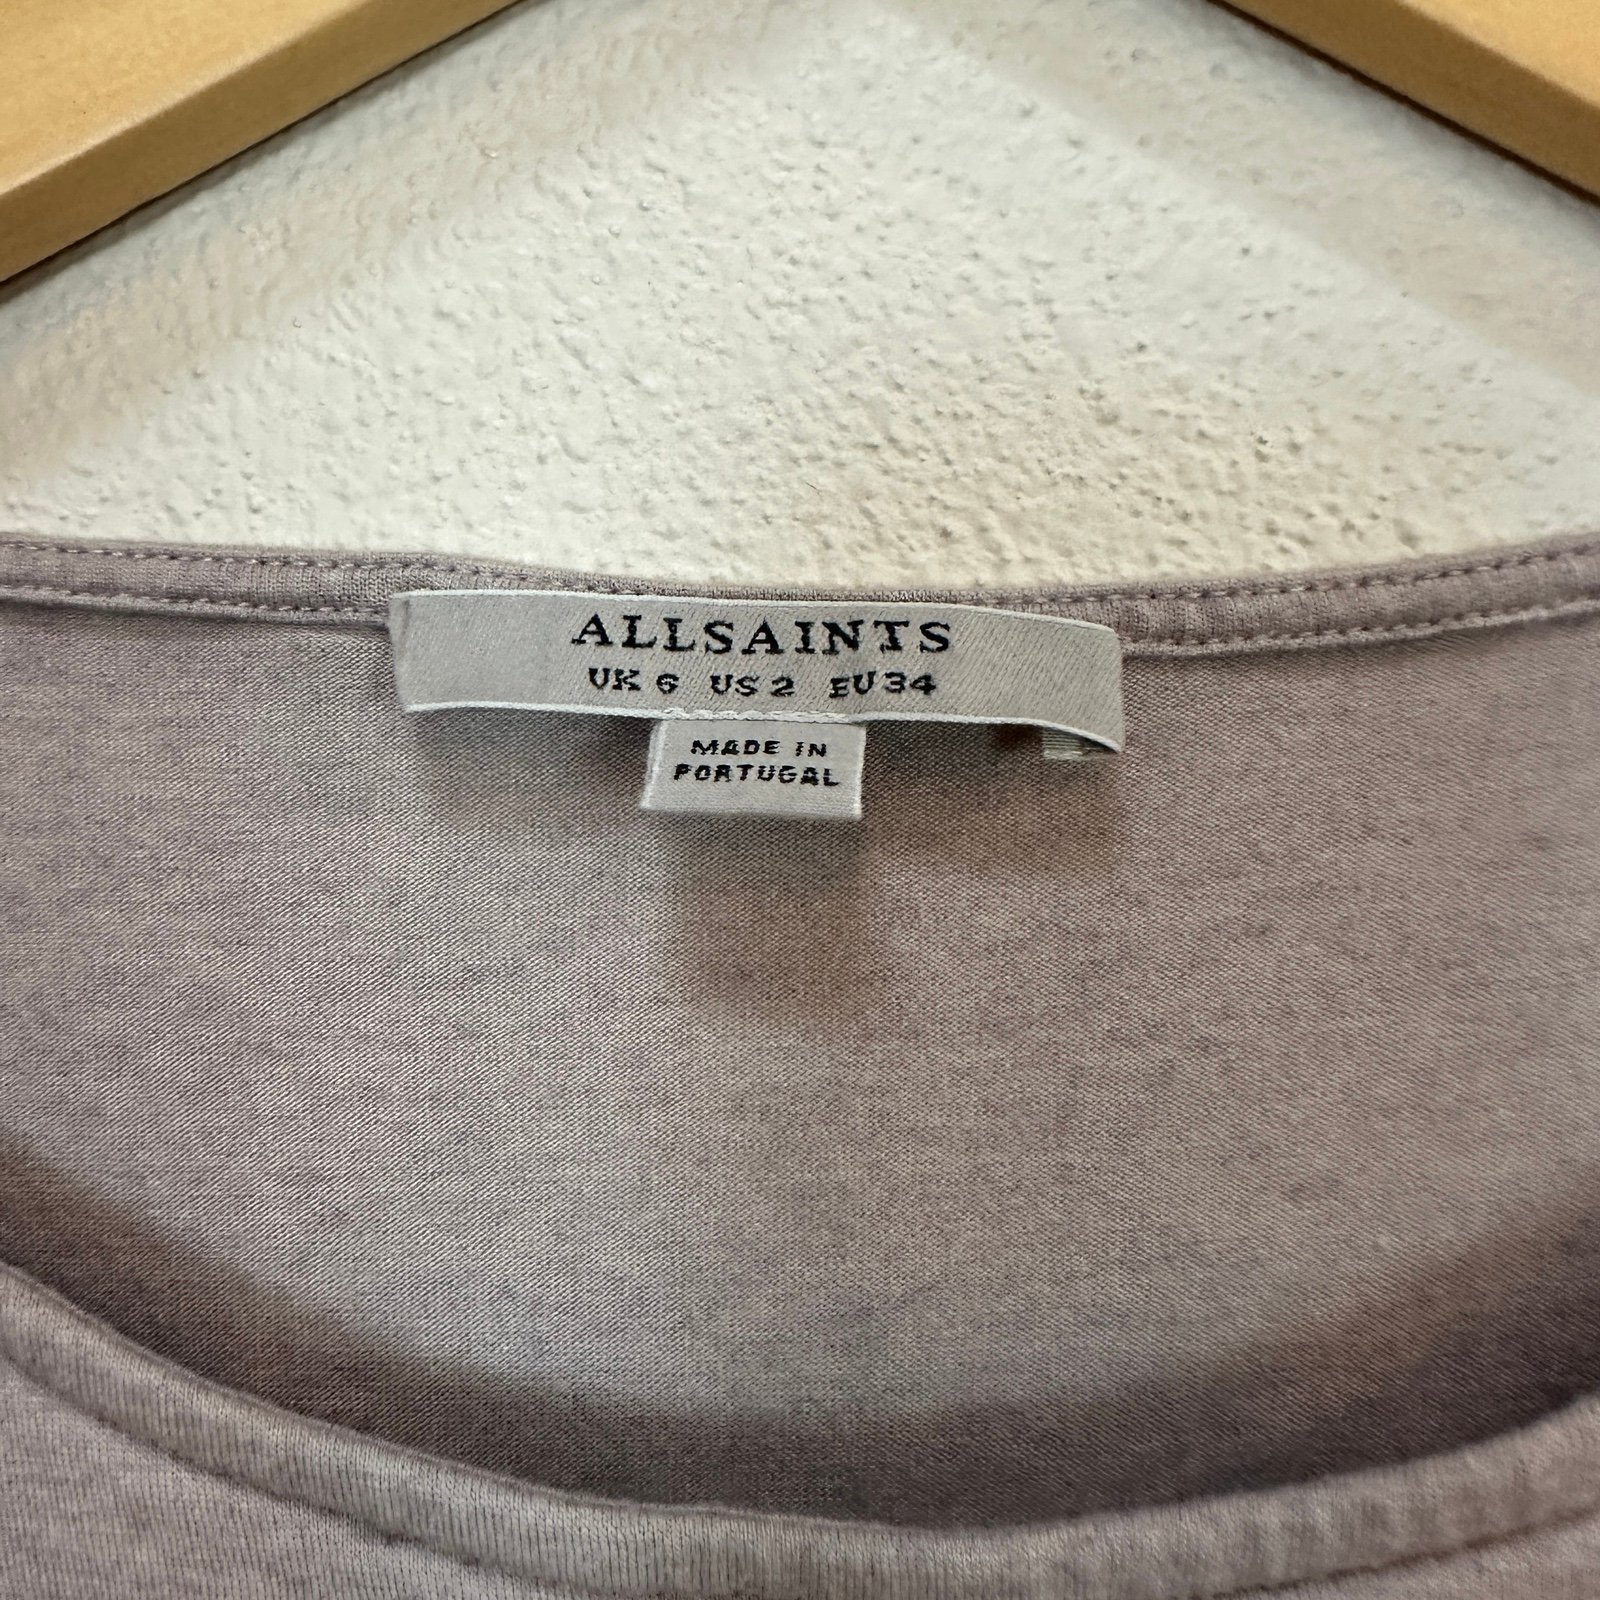 ALLSAINTS
UK 6 US 2 EU 34
MADE IN
PORTUGAL